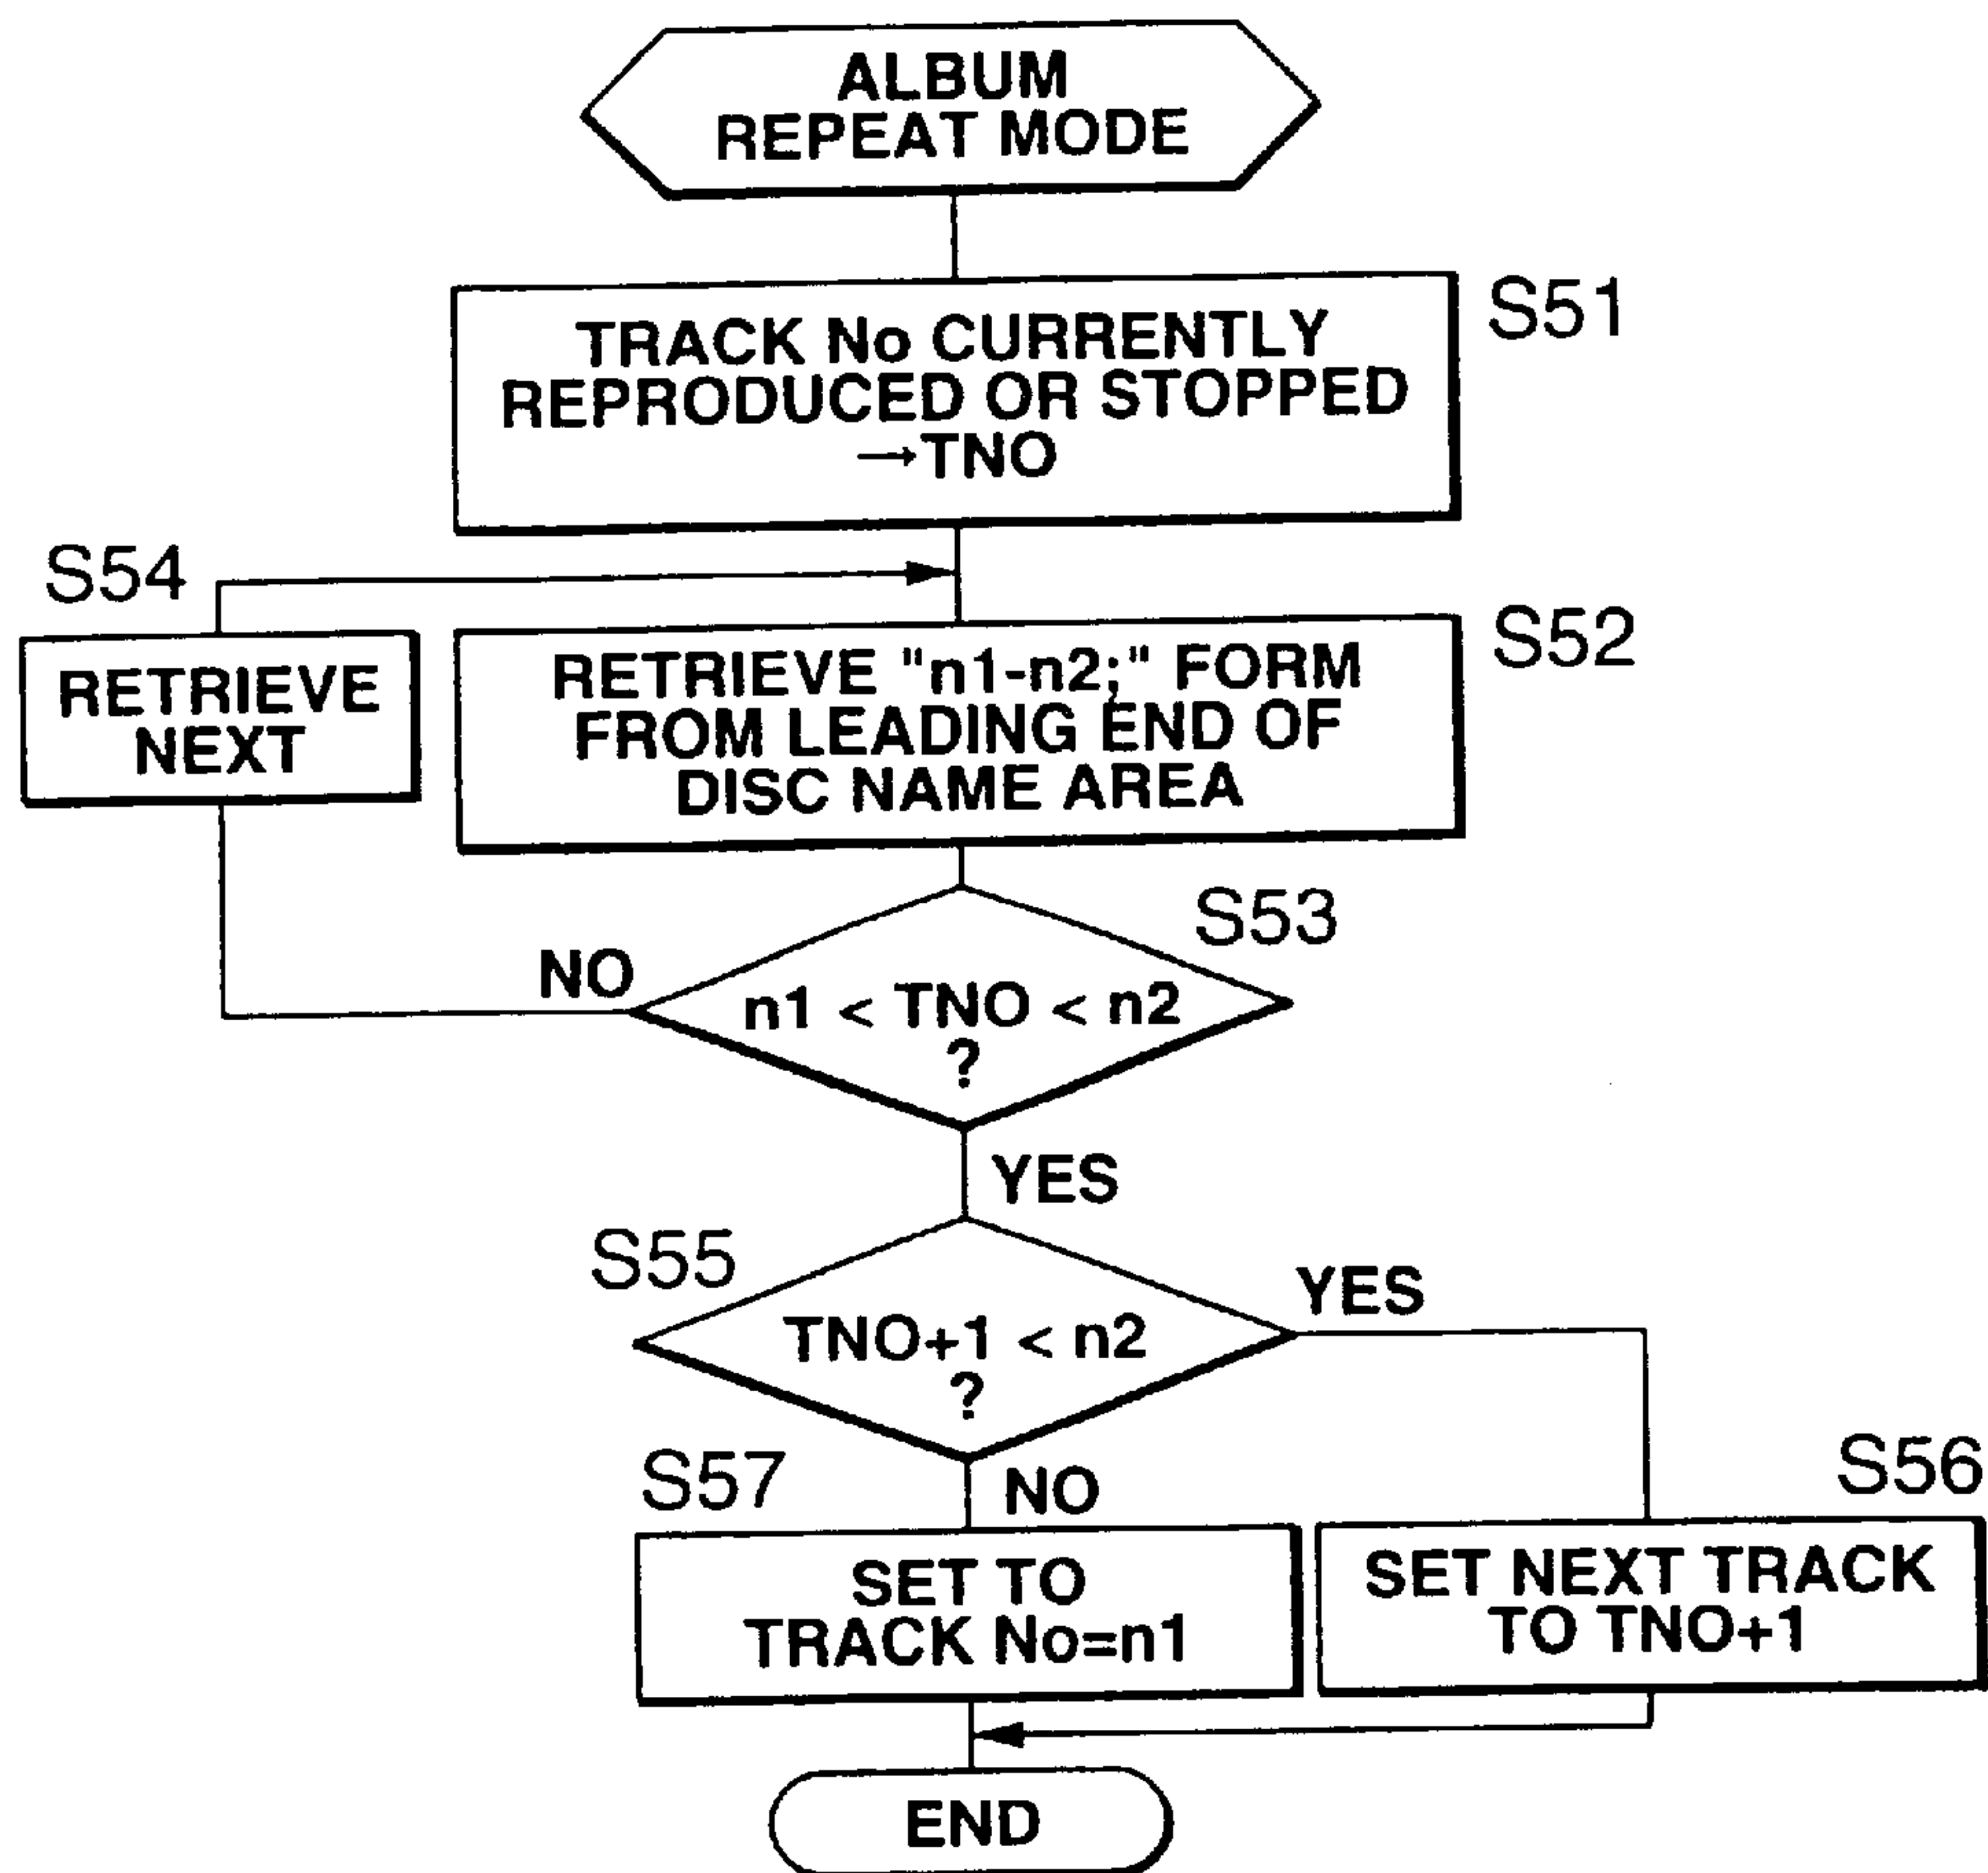 ALBUM
REPEAT MODE
S51
TRACK No CURRENTLY
REPRODUCED OR STOPPED
→TNO
S54
RETRIEVE
NEXT
S52
RETRIEVE "n1-n2;" FORM
FROM LEADING END OF
DISC NAME AREA
S53
NO
n1 < TNO < n2
?
YES
S55
YES
TNO+1 < n2
?
S57
NO
S56
SET TO
TRACK No=n1
SET NEXT TRACK
TO TNO+1
END